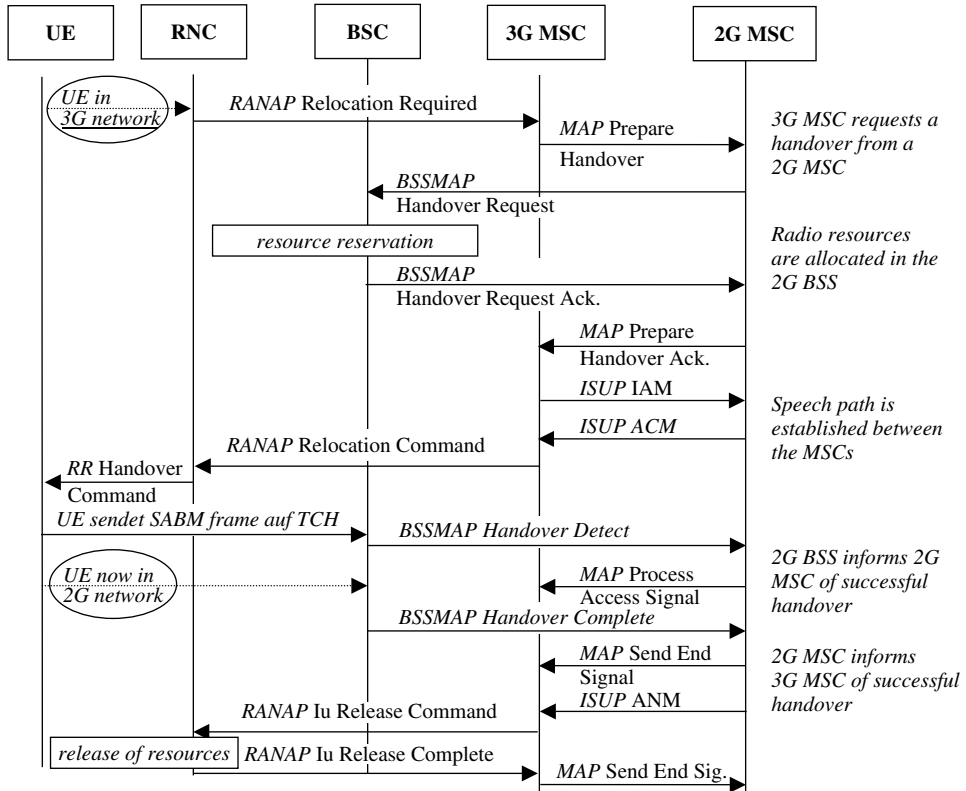 UE
RNC
BSC
3G MSC
2G MSC
UE in
3G network
RANAP Relocation Required
MAP Prepare
Handover
3G MSC requests a
handover from a
2G MSC
BSSMAP
Handover Request
resource reservation
Radio resources
are allocated in the
2G BSS
BSSMAP
Handover Request Ack.
MAP Prepare
Handover Ack.
ISUP IAM
Speech path is
established between
the MSCs
ISUP ACM
RANAP Relocation Command
RR Handover
Command
UE sendet SABM frame auf TCH
BSSMAP Handover Detect
2G BSS informs 2G
MSC of successful
handover
UE now in
2G network
MAP Process
Access Signal
BSSMAP Handover Complete
MAP Send End
Signal
2G MSC informs
3G MSC of successful
handover
ISUP ANM
RANAP Iu Release Command
release of resources
RANAP Iu Release Complete
MAP Send End Sig.